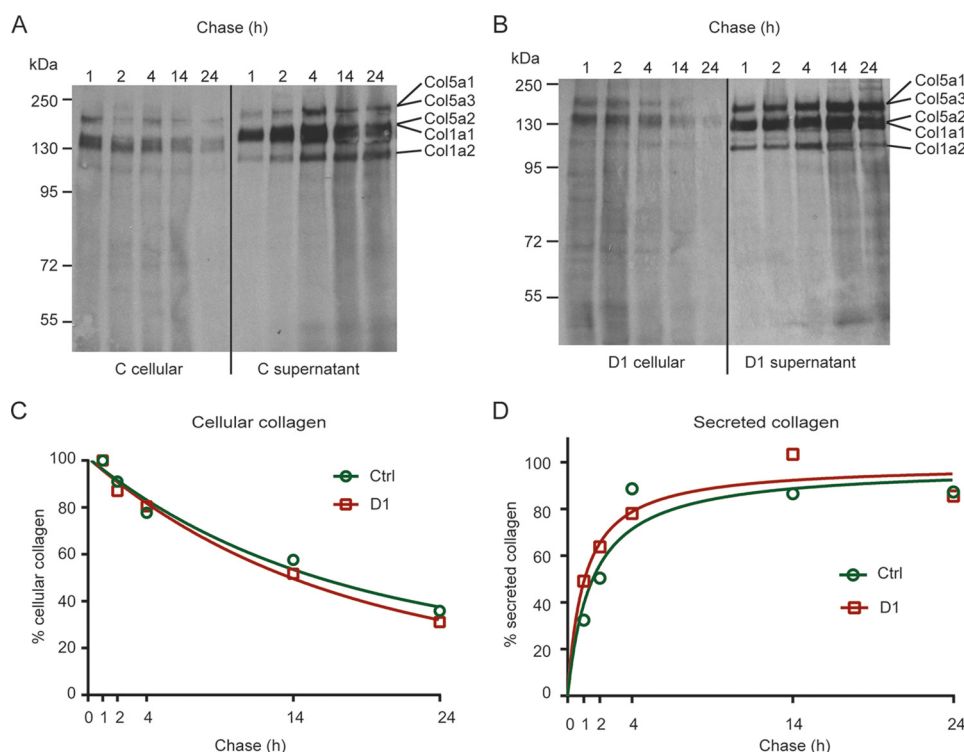 A
Chase (h)
kDa
1 2 4 14 24 1 2 4 14 24
250
130
95
72
55
Col5a1
Col5a3
Col5a2
Col1a1
Col1a2
C cellular
C supernatant
B
Chase (h)
kDa
1 2 4 14 24 1 2 4 14 24
250
130
95
72
55
Col5a1
Col5a3
Col5a2
Col1a1
Col1a2
D1 cellular
D1 supernatant
C
Cellular collagen
% cellular collagen
100
80
60
40
20
0
Ctrl
D1
0 1 2 4 14 24
Chase (h)
D
Secreted collagen
% secreted collagen
100
80
60
40
20
0
Ctrl
D1
0 1 2 4 14 24
Chase (h)